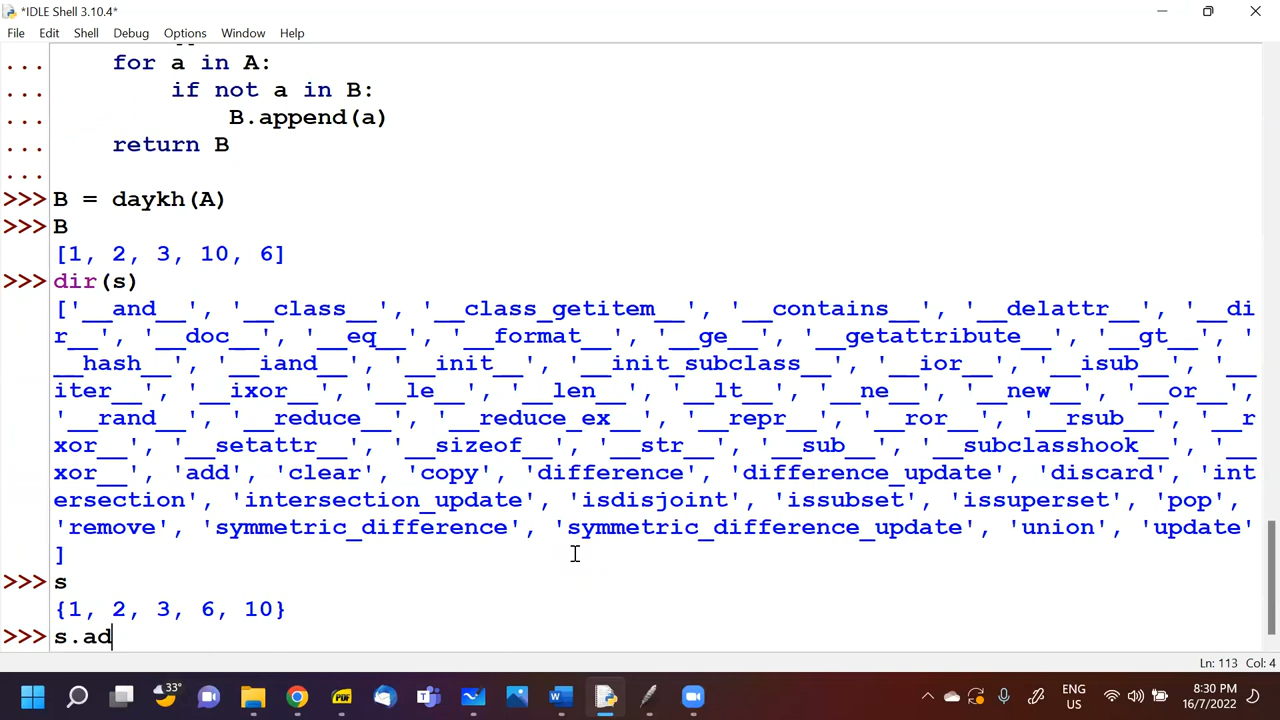 *IDLE Shell 3.10.4*
File Edit Shell Debug Options Window Help
... for a in A:
... if not a in B:
... B.append(a)
... return B
...
>>> B = daykh(A)
>>> B
[1, 2, 3, 10, 6]
>>> dir(s)
['__and__', '__class__', '__class_getitem__', '__contains__', '__delattr__', '__di
r__', '__doc__', '__eq__', '__format__', '__ge__', '__getattribute__', '__gt__', '
__hash__', '__iand__', '__init__', '__init_subclass__', '__ior__', '__isub__', '__
iter__', '__ixor__', '__le__', '__len__', '__lt__', '__ne__', '__new__', '__or__',
'__rand__', '__reduce__', '__reduce_ex__', '__repr__', '__ror__', '__rsub__', '__r
xor__', '__setattr__', '__sizeof__', '__str__', '__sub__', '__subclasshook__', '__
xor__', 'add', 'clear', 'copy', 'difference', 'difference_update', 'discard', 'int
ersection', 'intersection_update', 'isdisjoint', 'issubset', 'issuperset', 'pop',
'remove', 'symmetric_difference', 'symmetric_difference_update', 'union', 'update'
]
>>> s
{1, 2, 3, 6, 10}
>>> s.ad
Ln: 113 Col: 4
33°
PDF
ENG
US
8:30 PM
16/7/2022